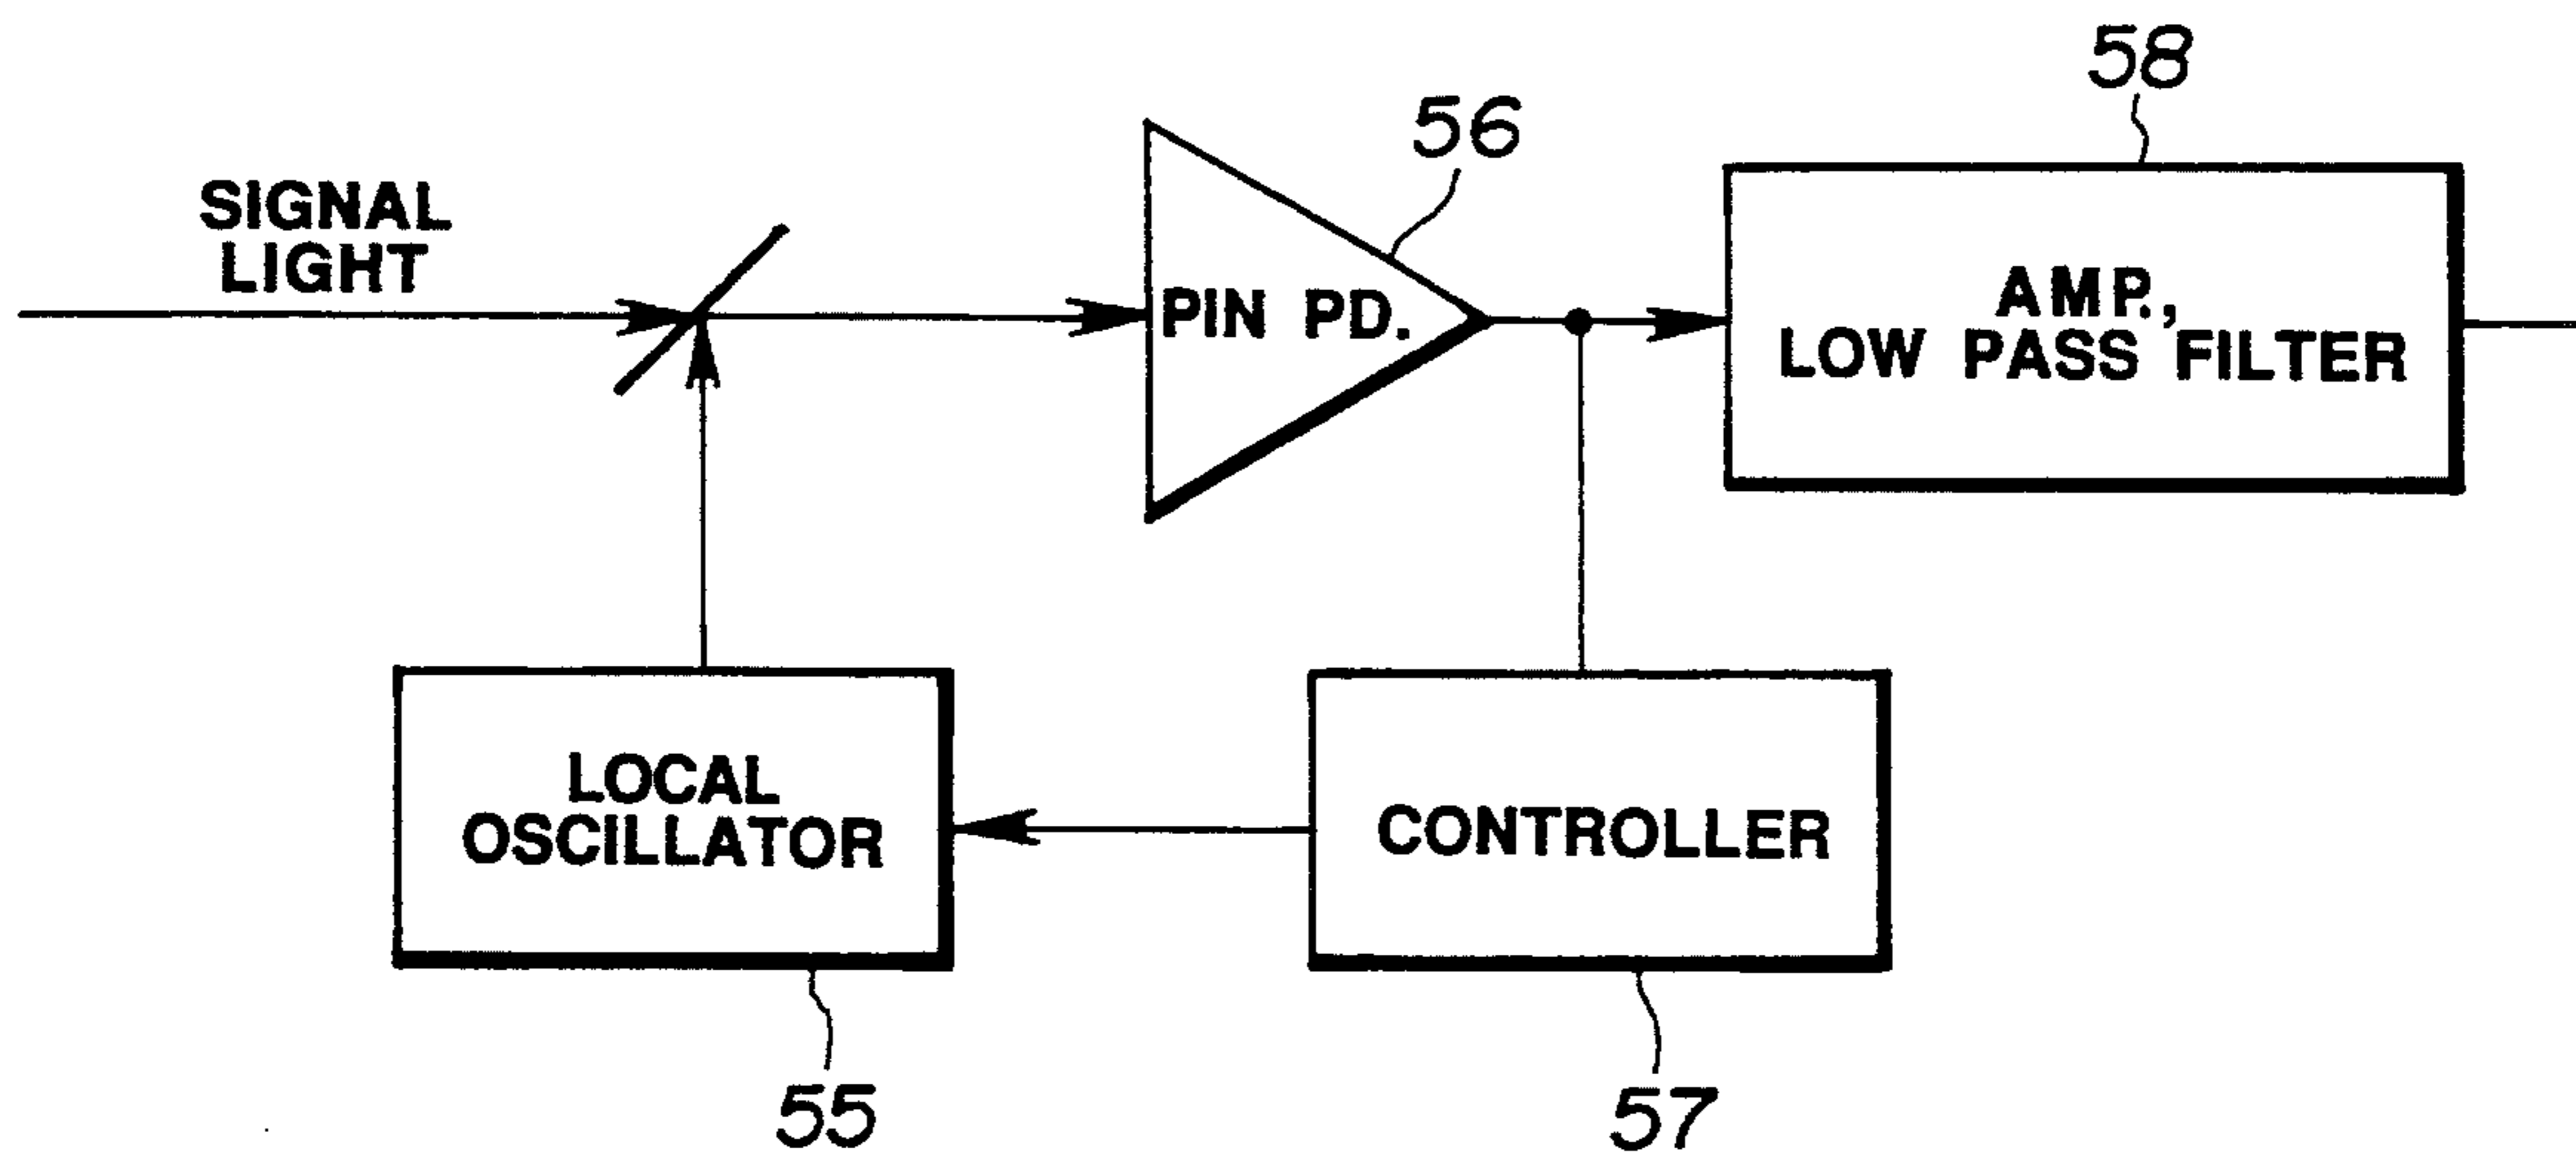 58
56
SIGNAL
LIGHT
PIN PD.
AMP.,
LOW PASS FILTER
LOCAL
OSCILLATOR
CONTROLLER
55
57